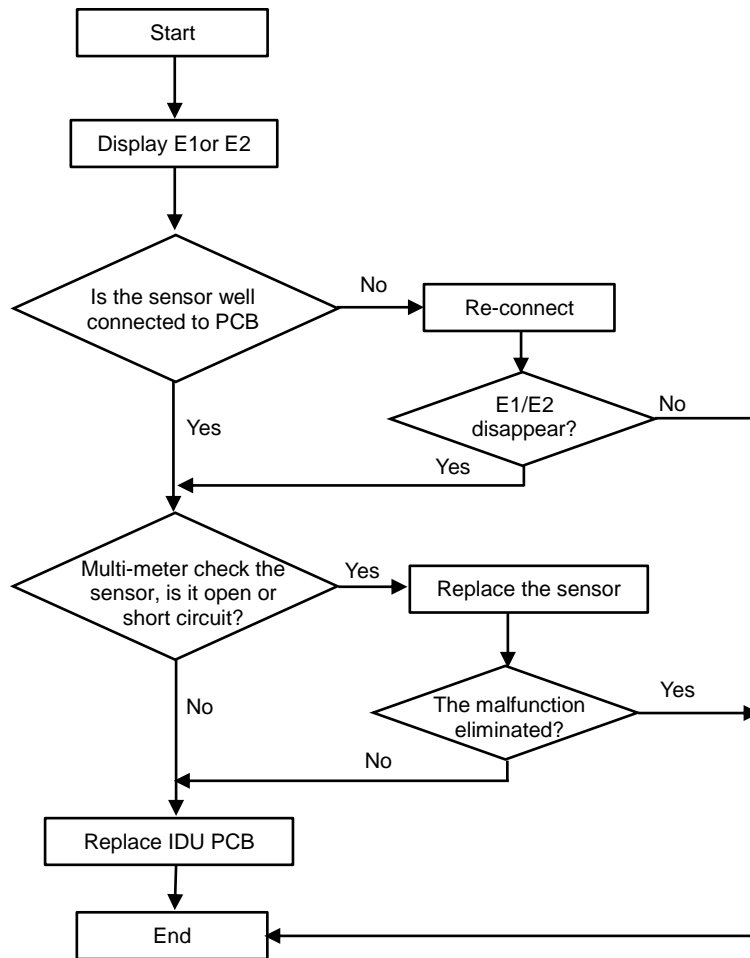 Start
Display E1or E2
Is the sensor well
connected to PCB
No
Re-connect
E1/E2
disappear?
No
Yes
Yes
Multi-meter check the
sensor, is it open or
short circuit?
Yes
Replace the sensor
The malfunction
eliminated?
Yes
No
No
Replace IDU PCB
End